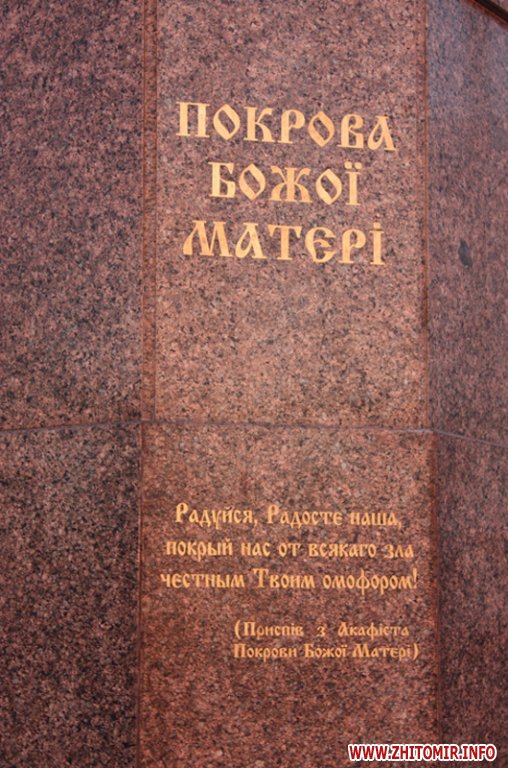 ПОКРОВА
БОЖОЇ
МАТЕРІ
Радуйся, Радосте наша,
покрый нас от всякаго зла
честным Твоим омофором!
(Приспів з Акафіста
Покрови Божої Матері)
WWW.ZHITOMIR.INFO